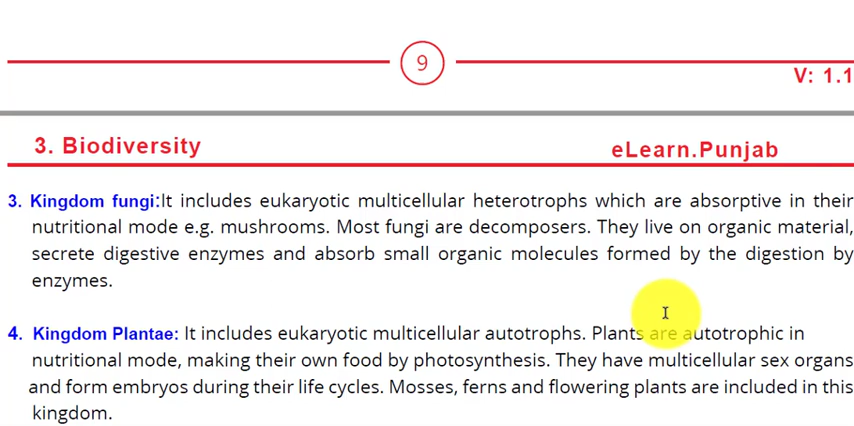 9
V: 1.1
3. Biodiversity eLearn.Punjab
3. Kingdom fungi:It includes eukaryotic multicellular heterotrophs which are absorptive in their
nutritional mode e.g. mushrooms. Most fungi are decomposers. They live on organic material,
secrete digestive enzymes and absorb small organic molecules formed by the digestion by
enzymes.
4. Kingdom Plantae: It includes eukaryotic multicellular autotrophs. Plants are autotrophic in
nutritional mode, making their own food by photosynthesis. They have multicellular sex organs
and form embryos during their life cycles. Mosses, ferns and flowering plants are included in this
kingdom.